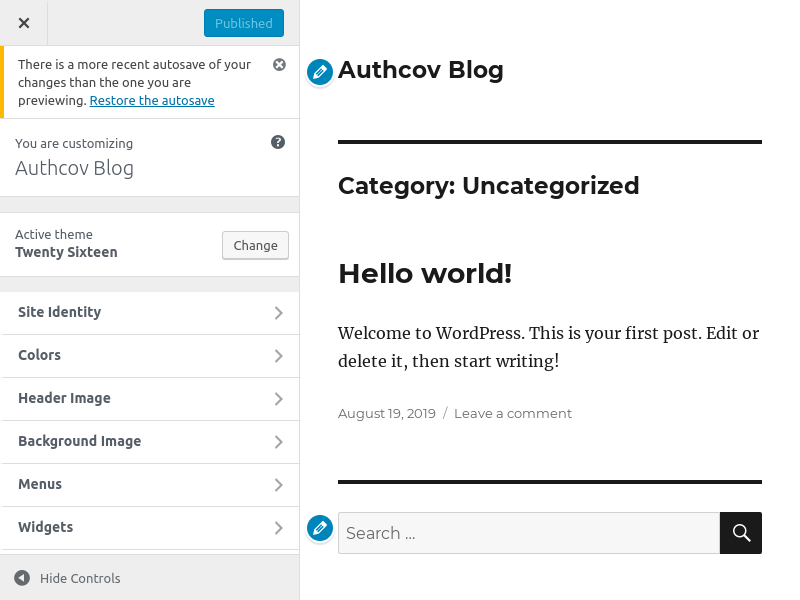 Published
There is a more recent autosave of your
changes than the one you are
previewing. Restore the autosave
You are customizing
Authcov Blog
Active theme
Twenty Sixteen
Change
Site Identity
Colors
Header Image
Background Image
Menus
Widgets
Hide Controls
Authcov Blog
Category: Uncategorized
Hello world!
Welcome to WordPress. This is your first post. Edit or
delete it, then start writing!
August 19, 2019 / Leave a comment
Search …